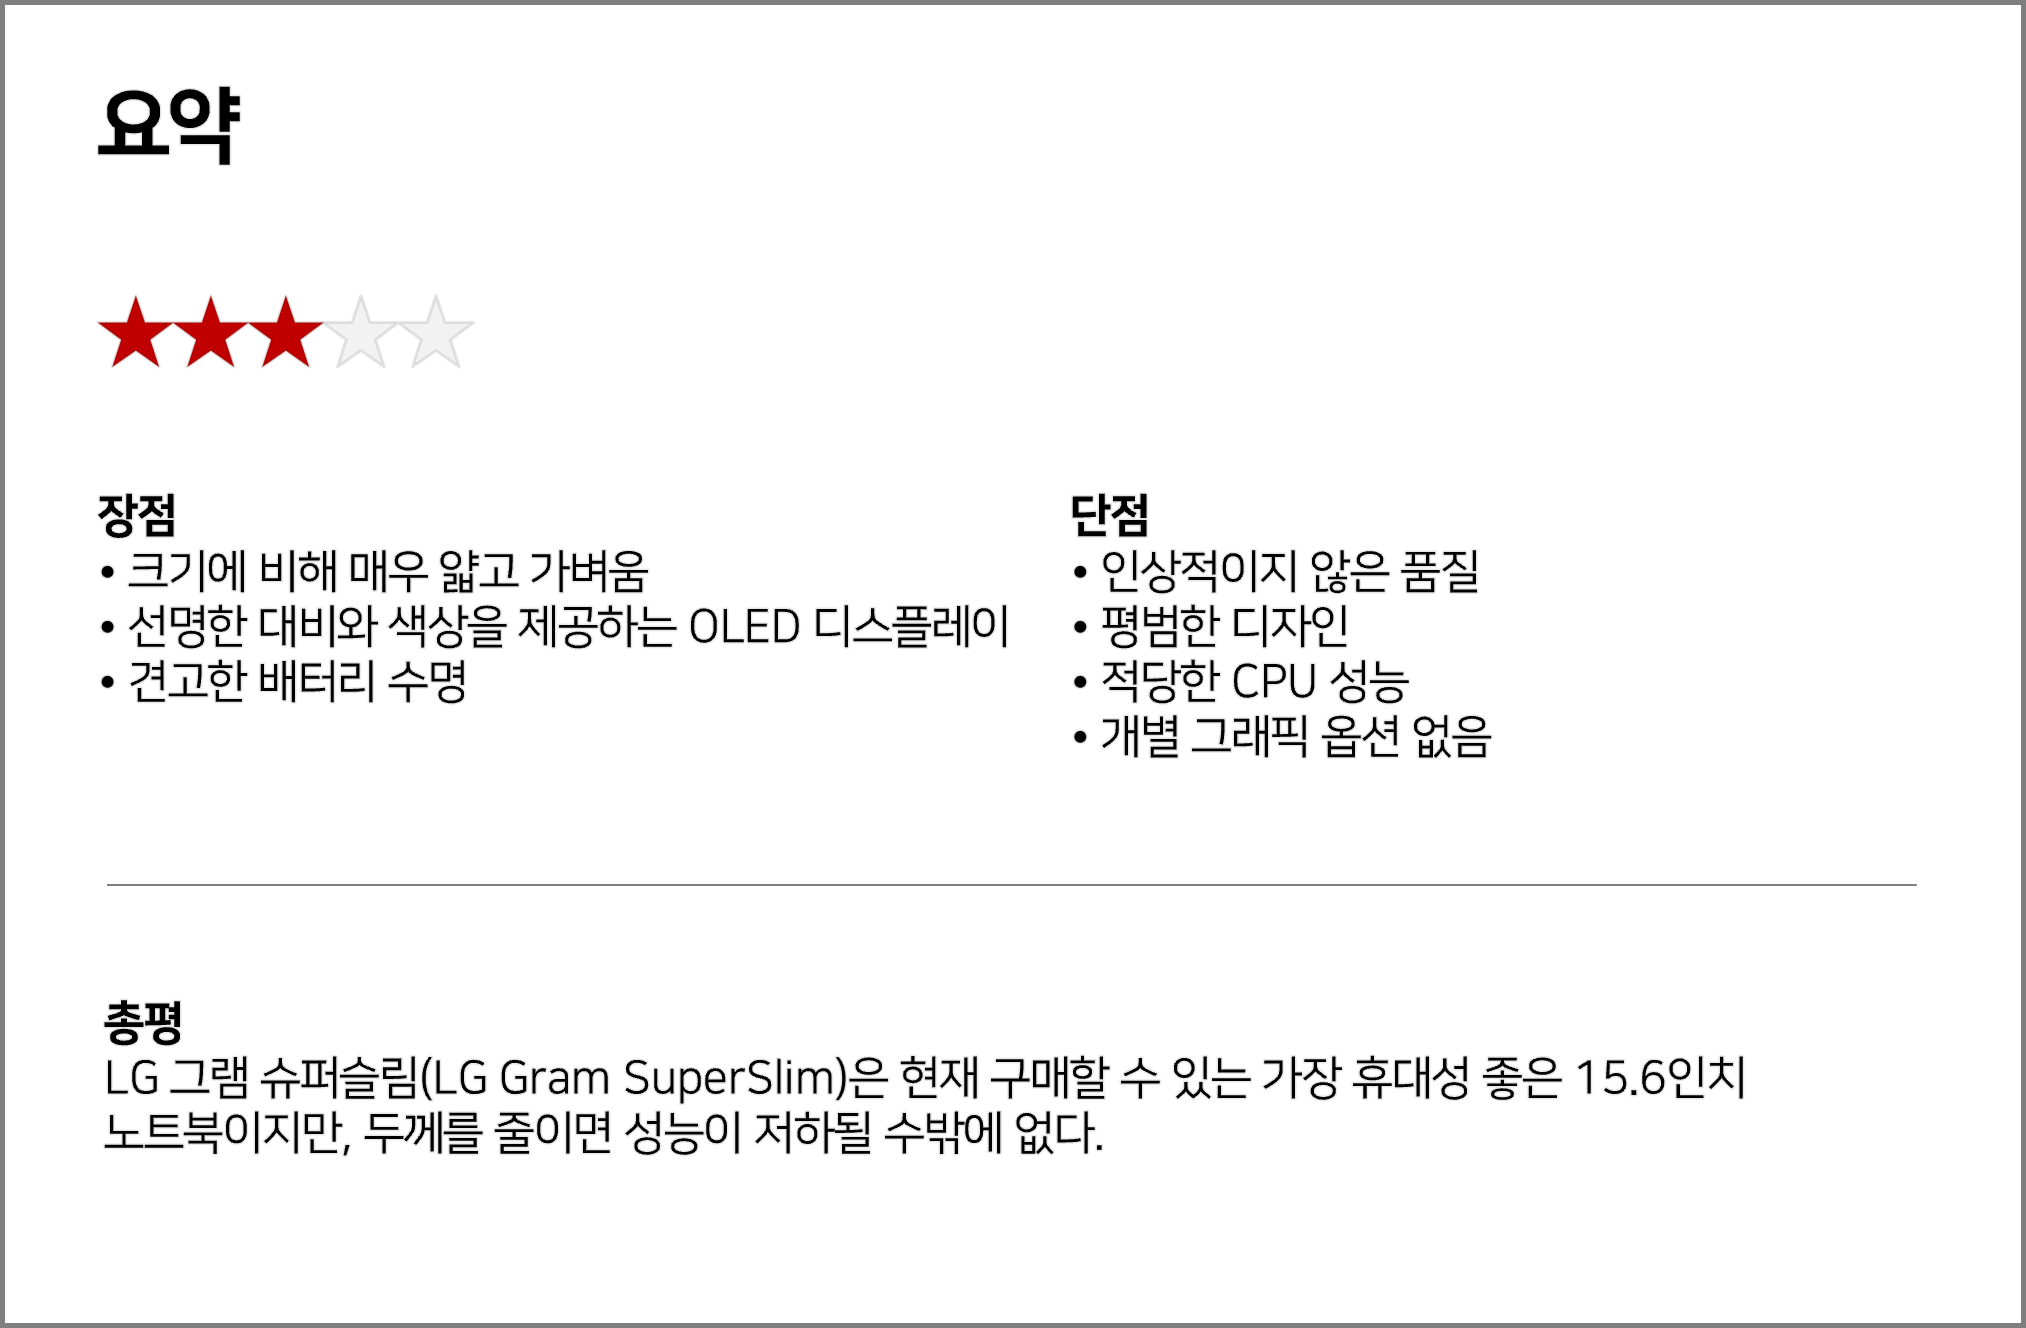 요약
장점
• 크기에 비해 매우 얇고 가벼움
• 선명한 대비와 색상을 제공하는 OLED 디스플레이
• 견고한 배터리 수명
단점
• 인상적이지 않은 품질
• 평범한 디자인
• 적당한 CPU 성능
• 개별 그래픽 옵션 없음
총평
LG 그램 슈퍼슬림(LG Gram SuperSlim)은 현재 구매할 수 있는 가장 휴대성 좋은 15.6인치
노트북이지만, 두께를 줄이면 성능이 저하될 수밖에 없다.